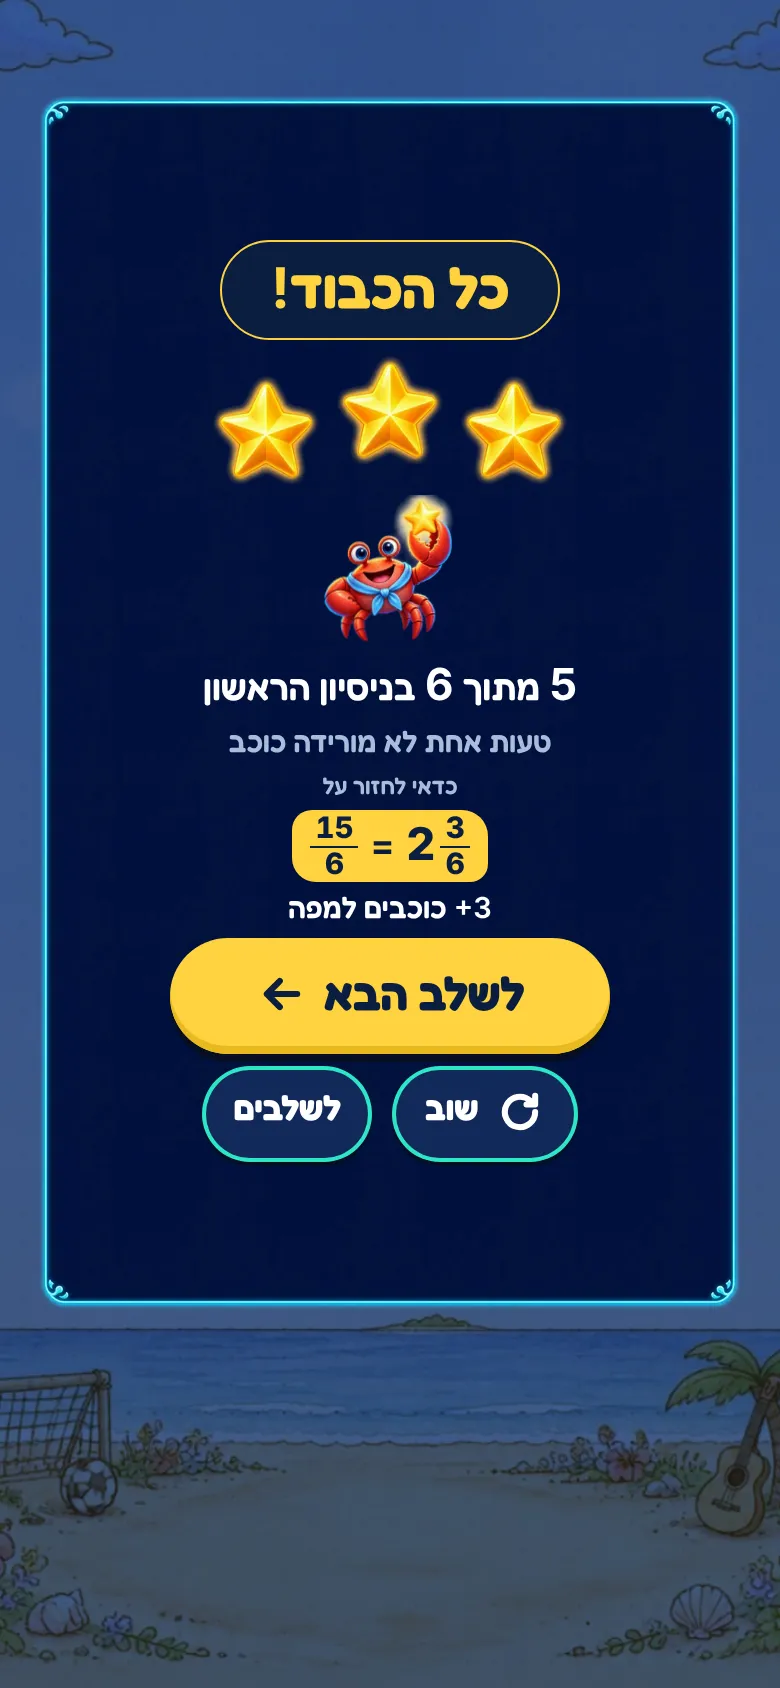 כל הכבוד!
5 מתוך 6 בניסיון הראשון
טעות אחת לא מורידה כוכב
כדאי לחזור על
15/6 = 2 3/6
+3 כוכבים למפה
לשלב הבא ←
שוב
לשלבים